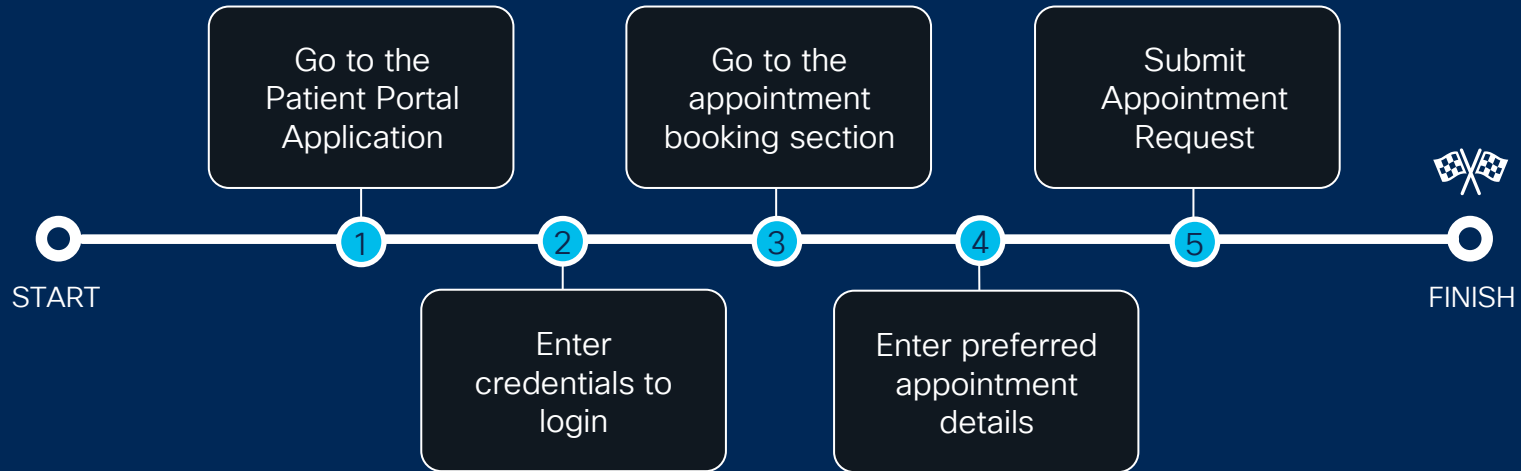 Go to the
Patient Portal
Application
Go to the
appointment
booking section
Submit
Appointment
Request
1
2
3
4
5
START
FINISH
Enter
credentials to
login
Enter preferred
appointment
details